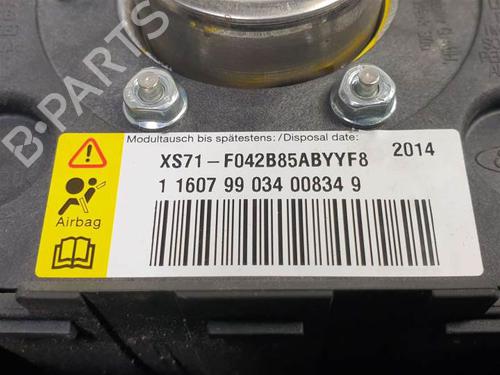 B-PARTS
Modultausch bis spätestens: /Disposal date:
XS71-F042B85ABYYF8 2014
1 1607 99 034 00834 9
Airbag